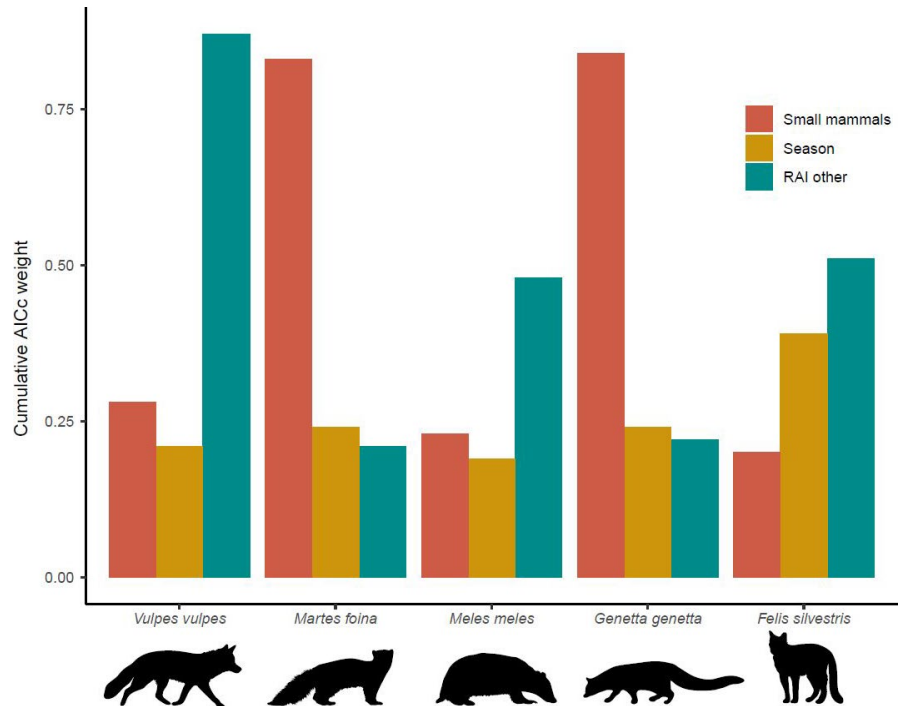 Cumulative AICc weight
0.75
0.50
0.25
0.00
Small mammals
Season
RAI other
Vulpes vulpes
Martes foina
Meles meles
Genetta genetta
Felis silvestris